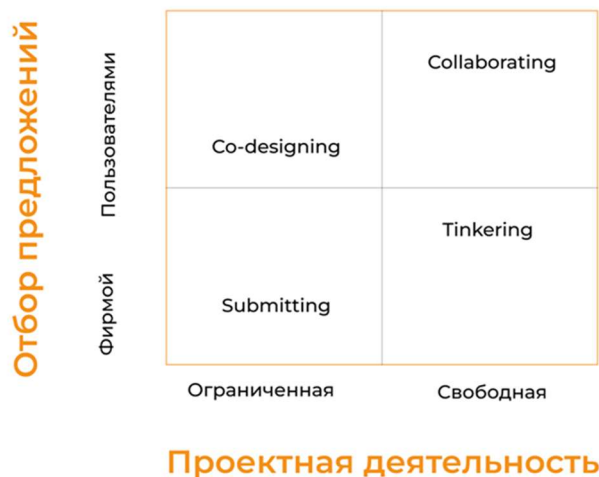 Отбор предложений
Пользователями
Фирмой
Collaborating
Co-designing
Tinkering
Submitting
Ограниченная
Свободная
Проектная деятельность